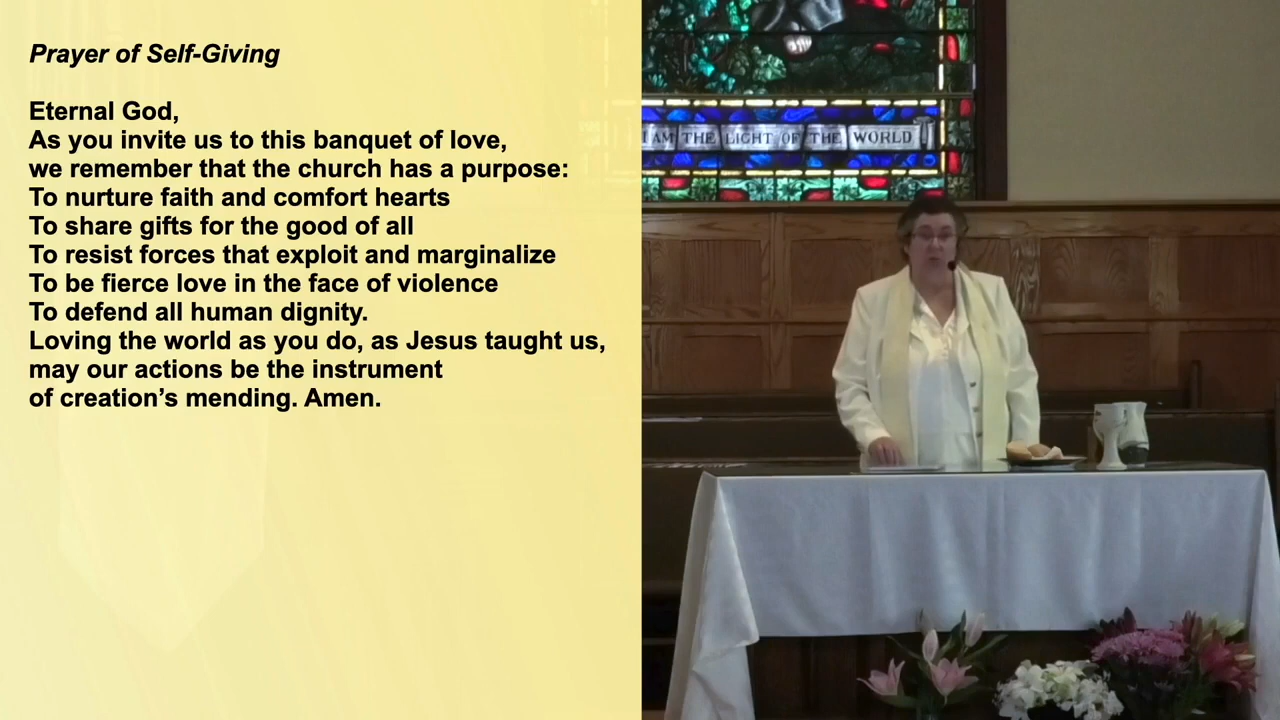 Prayer of Self-Giving
Eternal God,
As you invite us to this banquet of love,
we remember that the church has a purpose:
To nurture faith and comfort hearts
To share gifts for the good of all
To resist forces that exploit and marginalize
To be fierce love in the face of violence
To defend all human dignity.
Loving the world as you do, as Jesus taught us,
may our actions be the instrument
of creation’s mending. Amen.
I AM THE LIGHT OF THE WORLD